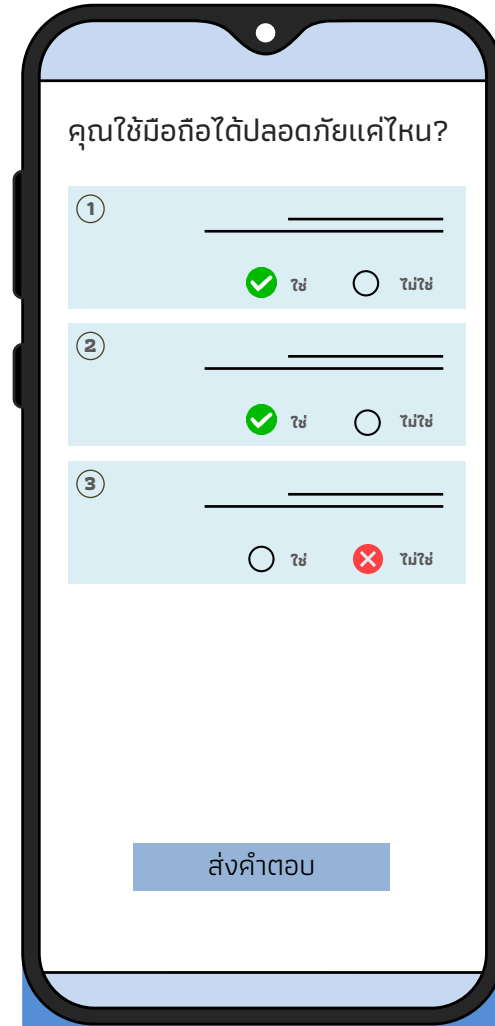 คุณใช้มือถือได้ปลอดภัยแค่ไหน?
1
ใช่ ไม่ใช่
2
ใช่ ไม่ใช่
3
ใช่ ไม่ใช่
ส่งคำตอบ